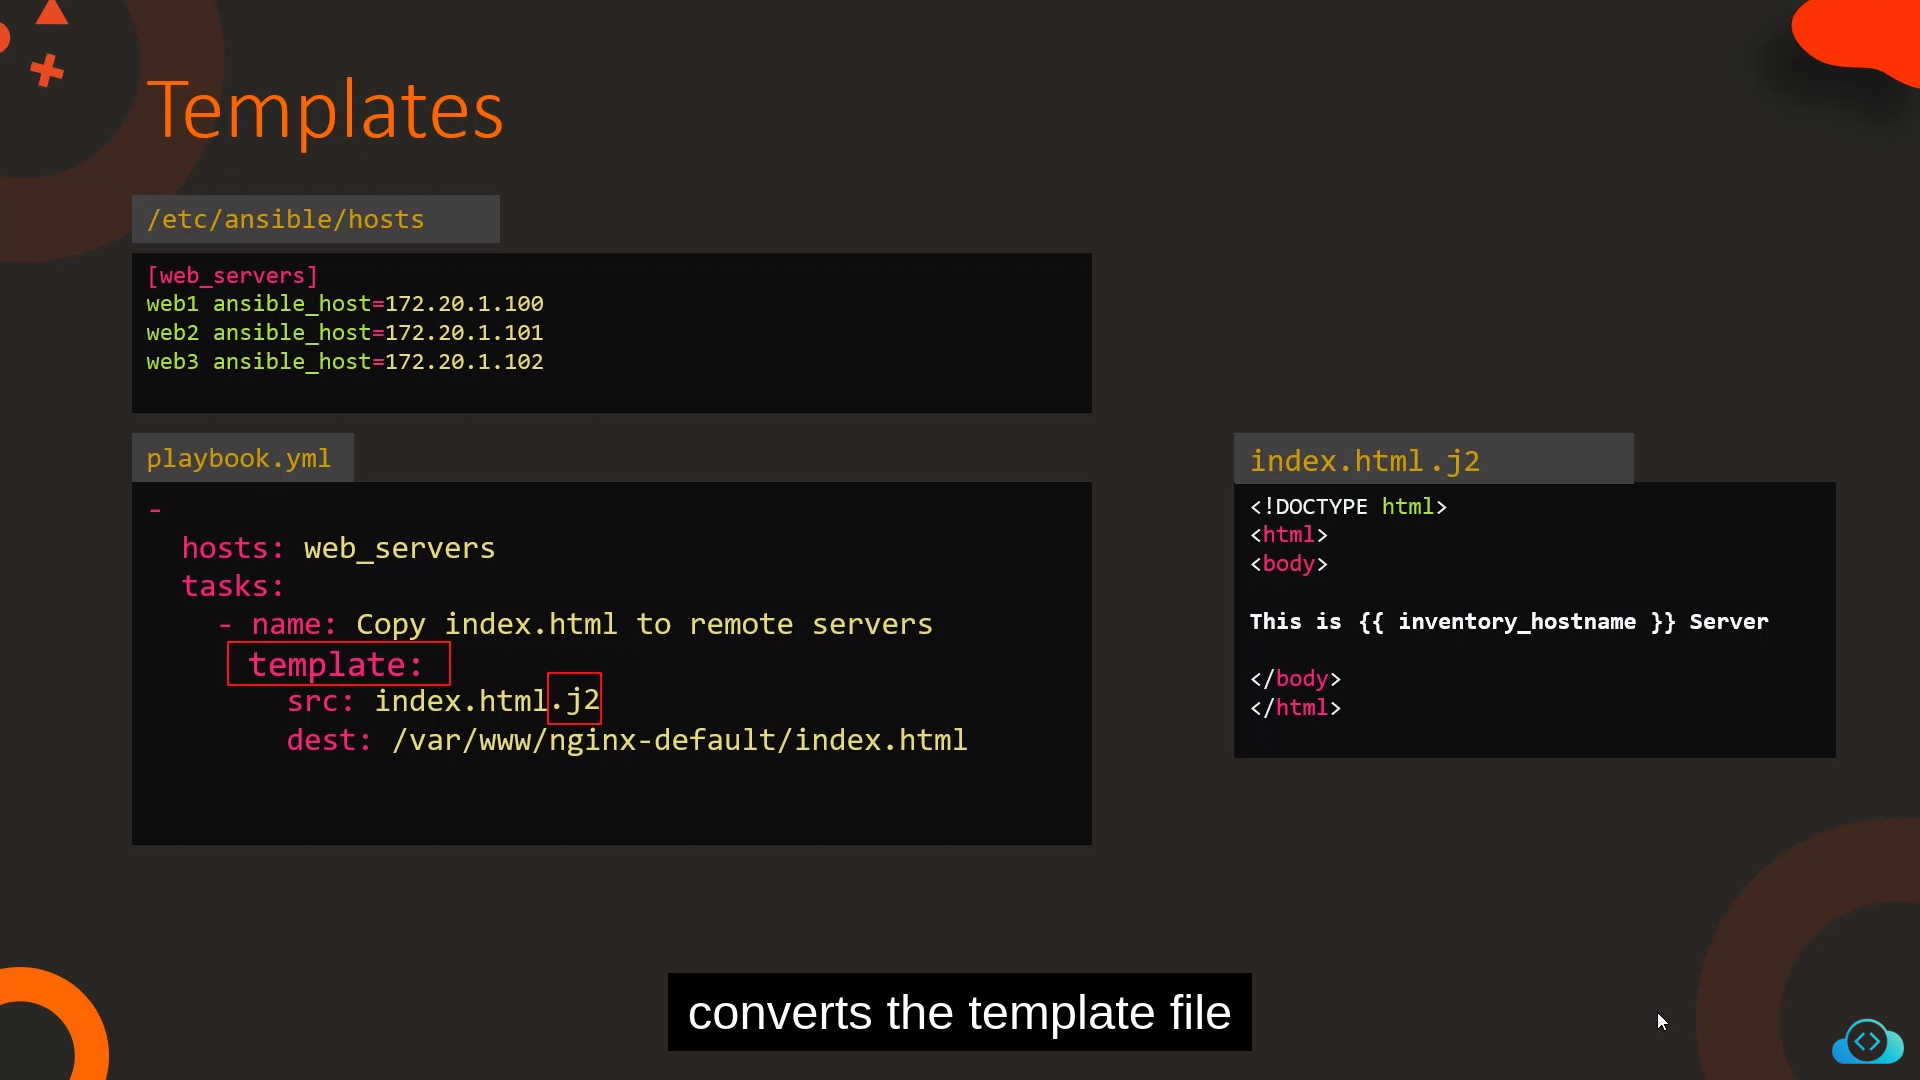 Templates
/etc/ansible/hosts
[web_servers]
web1 ansible_host=172.20.1.100
web2 ansible_host=172.20.1.101
web3 ansible_host=172.20.1.102
playbook.yml
-
  hosts: web_servers
  tasks:
    - name: Copy index.html to remote servers
      template:
        src: index.html.j2
        dest: /var/www/nginx-default/index.html
index.html.j2
<!DOCTYPE html>
<html>
<body>
This is {{ inventory_hostname }} Server
</body>
</html>
converts the template file